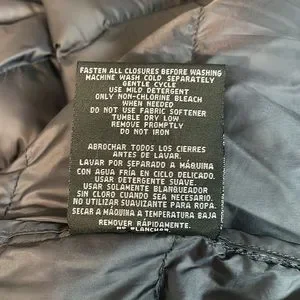 FASTEN ALL CLOSURES BEFORE WASHING
MACHINE WASH COLD SEPARATELY
GENTLE CYCLE
USE MILD DETERGENT
ONLY NON-CHLORINE BLEACH
WHEN NEEDED
DO NOT USE FABRIC SOFTENER
TUMBLE DRY LOW
REMOVE PROMPTLY
DO NOT IRON
ABROCHAR TODOS LOS CIERRES
ANTES DE LAVAR.
LAVAR POR SEPARADO A MÁQUINA
CON AGUA FRÍA EN CICLO DELICADO.
USAR DETERGENTE SUAVE.
USAR SOLAMENTE BLANQUEADOR
SIN CLORO CUANDO SEA NECESARIO.
NO UTILIZAR SUAVIZANTE PARA ROPA.
SECAR A MÁQUINA A TEMPERATURA BAJA
REMOVER RÁPIDAMENTE.
NO PLANCHAR.